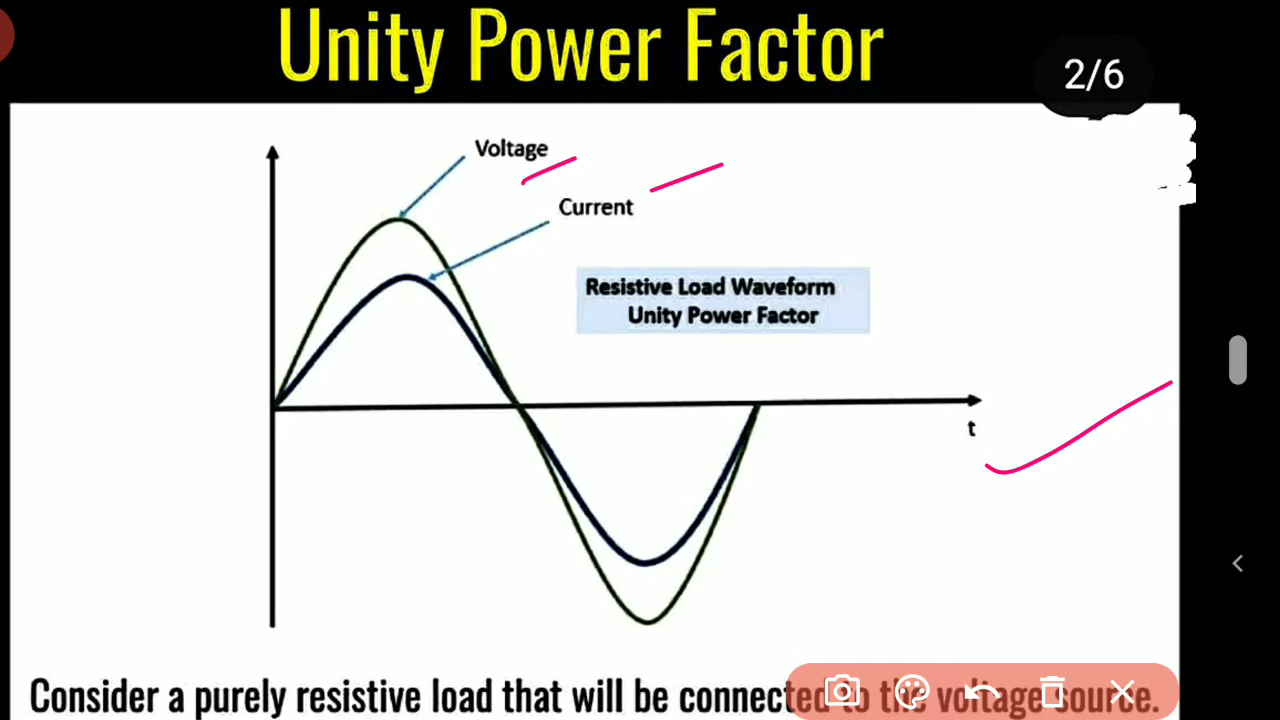 Unity Power Factor
2/6
Voltage
Current
Resistive Load Waveform
Unity Power Factor
t
Consider a purely resistive load that will be connected to the voltage source.